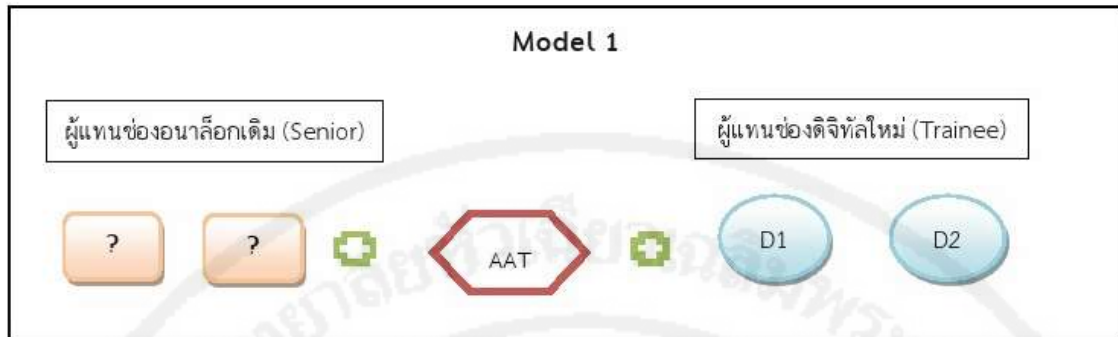 Model 1
ผู้แทนช่องอนาล็อกเดิม (Senior)
ผู้แทนช่องดิจิทัลใหม่ (Trainee)
?
?
AAT
D1
D2